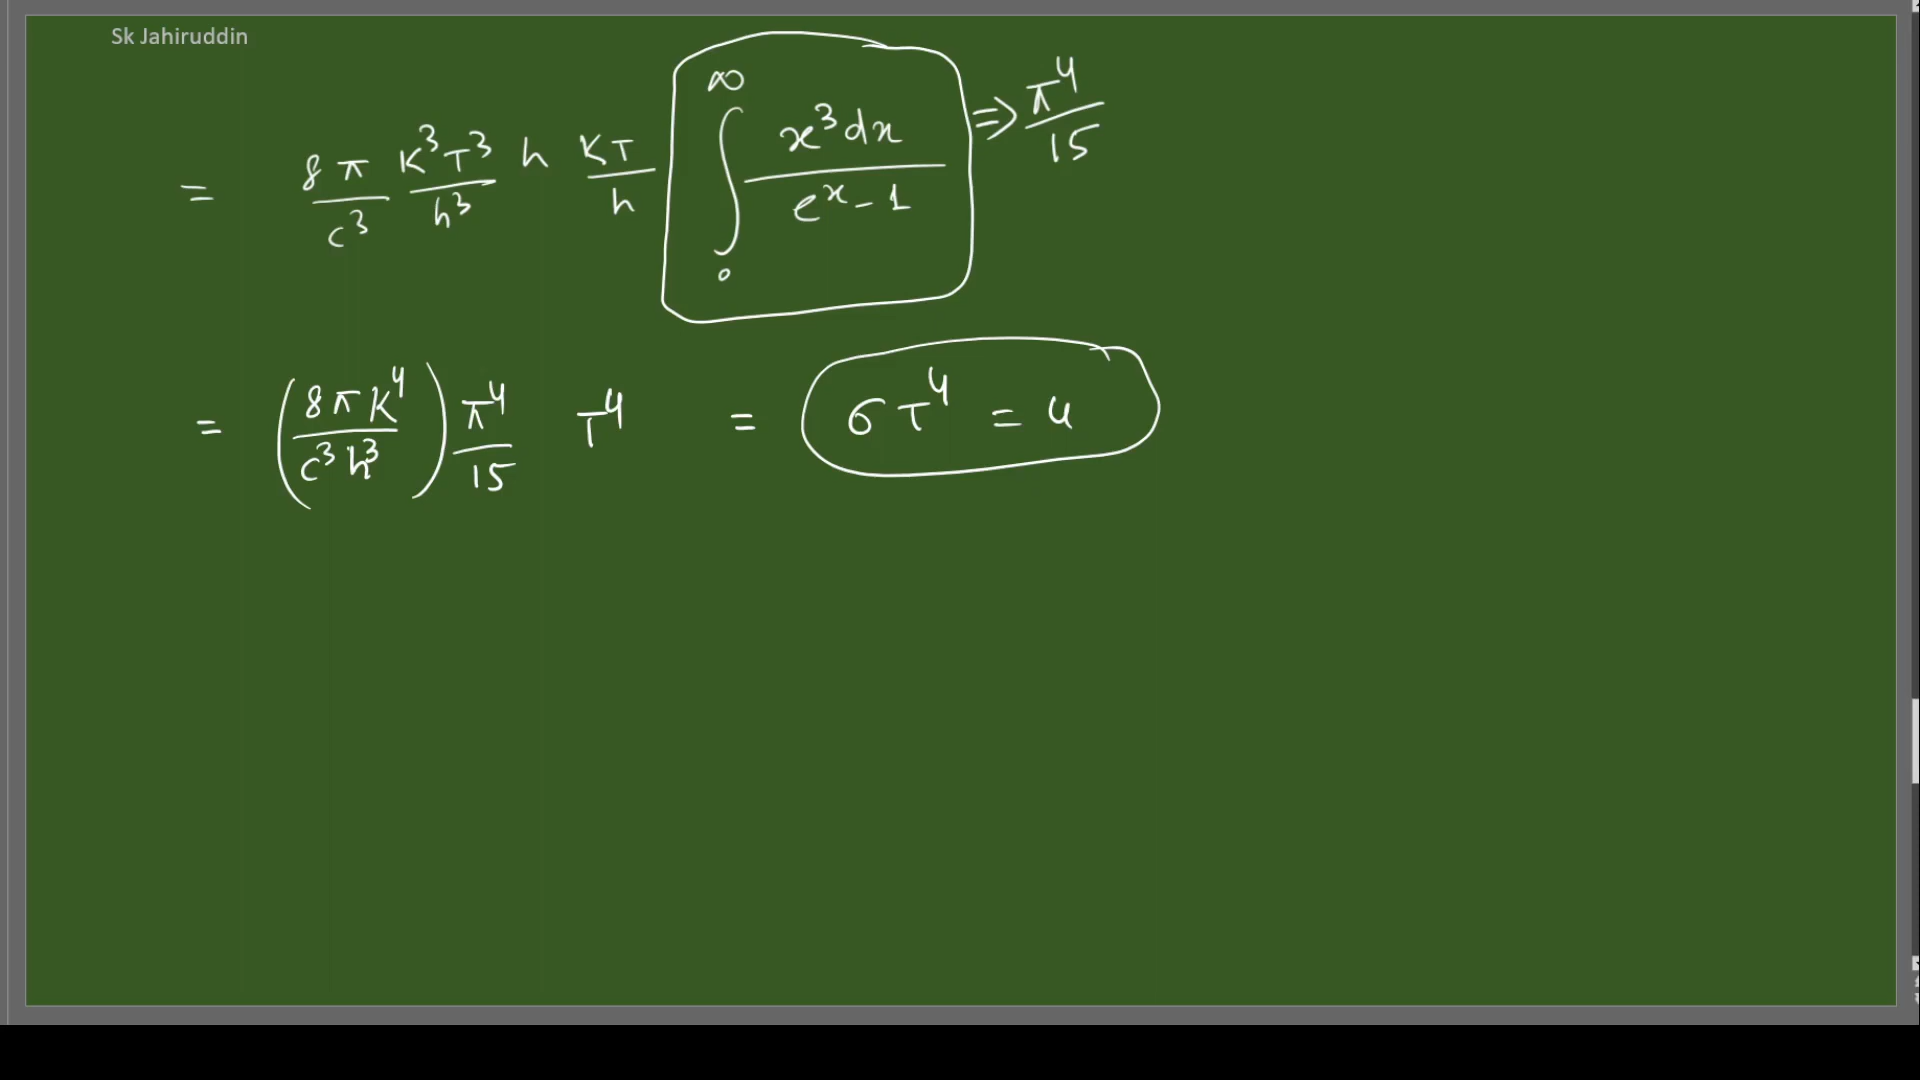 Sk Jahiruddin
= 8π/c³ K³T³/h³ h KT/h ∫₀^∞ x³dx/(eˣ-1) ⇒ π⁴/15
= (8πK⁴/c³h³) π⁴/15 T⁴ = σT⁴ = u